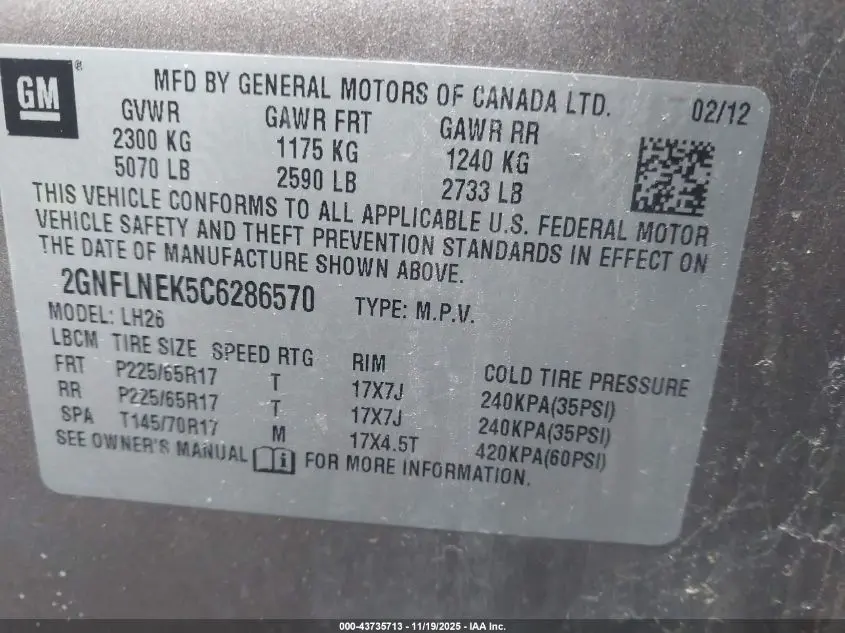 GM ®
MFD BY GENERAL MOTORS OF CANADA LTD. 02/12
GVWR GAWR FRT GAWR RR
2300 KG 1175 KG 1240 KG
5070 LB 2590 LB 2733 LB
THIS VEHICLE CONFORMS TO ALL APPLICABLE U.S. FEDERAL MOTOR
VEHICLE SAFETY AND THEFT PREVENTION STANDARDS IN EFFECT ON
THE DATE OF MANUFACTURE SHOWN ABOVE.
2GNFLNEK5C6286570 TYPE: M.P.V.
MODEL: LH26
LBCM TIRE SIZE SPEED RTG RIM COLD TIRE PRESSURE
FRT P225/65R17 T 17X7J 240KPA(35PSI)
RR P225/65R17 T 17X7J 240KPA(35PSI)
SPA T145/70R17 M 17X4.5T 420KPA(60PSI)
SEE OWNER'S MANUAL i FOR MORE INFORMATION.
000-43735713 - 11/19/2025 - IAA Inc.